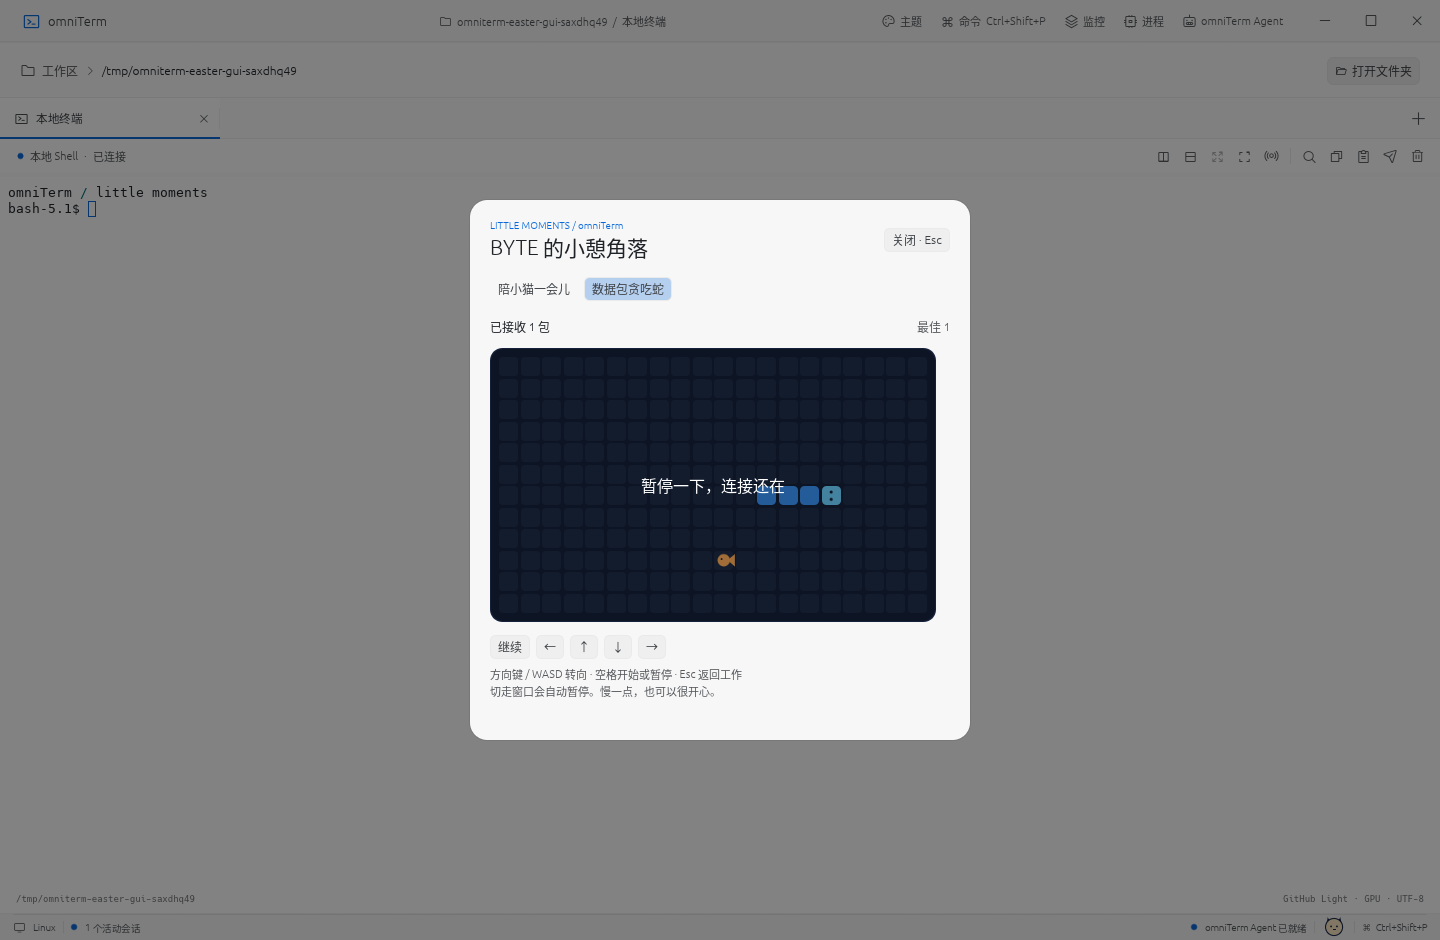 omniTerm
omniterm-easter-gui-saxdhq49 / 本地终端
主题
命令 Ctrl+Shift+P
监控
进程
omniTerm Agent
工作区
/tmp/omniterm-easter-gui-saxdhq49
打开文件夹
本地终端
本地 Shell · 已连接
omniTerm / little moments
bash-5.1$
LITTLE MOMENTS / omniTerm
BYTE 的小憩角落
关闭 · Esc
陪小猫一会儿
数据包贪吃蛇
已接收 1 包
最佳 1
暂停一下，连接还在
继续 ← ↑ ↓ →
方向键 / WASD 转向 · 空格开始或暂停 · Esc 返回工作
切走窗口会自动暂停。慢一点，也可以很开心。
/tmp/omniterm-easter-gui-saxdhq49
GitHub Light · GPU · UTF-8
Linux
1 个活动会话
omniTerm Agent 已就绪
⌘ Ctrl+Shift+P